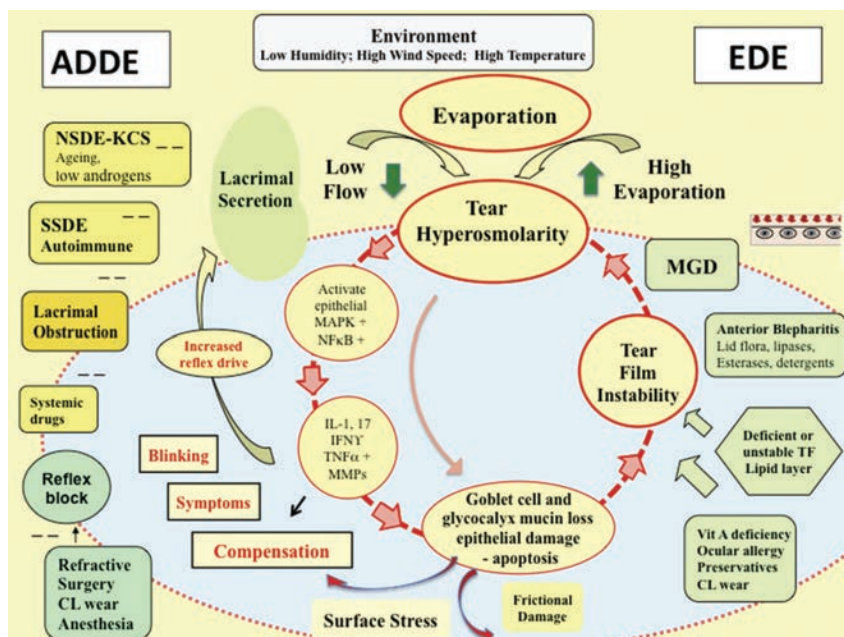 Environment
Low Humidity; High Wind Speed; High Temperature
ADDE
EDE
Evaporation
NSDE-KCS
Ageing,
low androgens
Lacrimal
Secretion
Low
Flow
High
Evaporation
Tear
Hyperosmolarity
SSDE
Autoimmune
MGD
Activate
epithelial
MAPK +
NFκB +
Lacrimal
Obstruction
Increased
reflex drive
Anterior Blepharitis
Lid flora, lipases,
Esterases, detergents
Tear
Film
Instability
Systemic
drugs
IL-1, 17
IFNϒ
TNFα +
MMPs
Blinking
Deficient or
unstable TF
Lipid layer
Reflex
block
Symptoms
Goblet cell and
glycocalyx mucin loss
epithelial damage
- apoptosis
Compensation
Vit A deficiency
Ocular allergy
Preservatives
CL wear
Refractive
Surgery
CL wear
Anesthesia
Surface Stress
Frictional
Damage